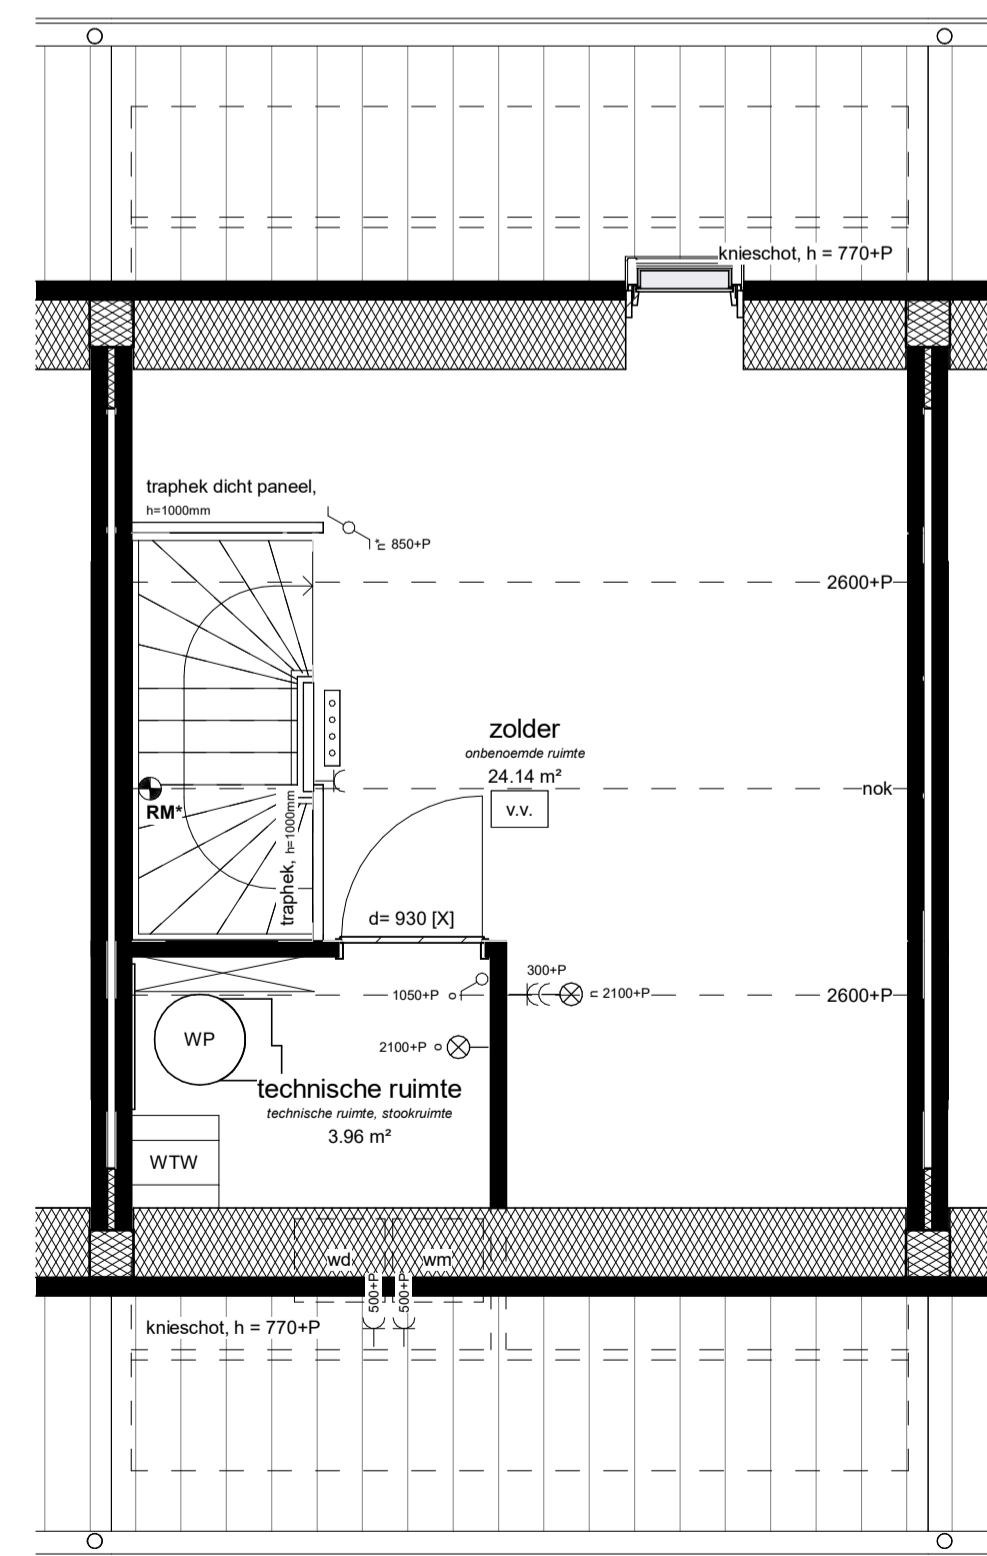 knieschot, h = 770+P
traphek dicht paneel,
h=1000mm
n* 850+P
2600+P
zolder
onbenoemde ruimte
24.14 m²
nok
v.v.
RM*
traphek, h=1000mm
d= 930 [X]
300+P
1050+P o
n 2100+P
2600+P
WP
2100+P o
technische ruimte
technische ruimte, stookruimte
3.96 m²
WTW
wd
wm
500+P
500+P
knieschot, h = 770+P